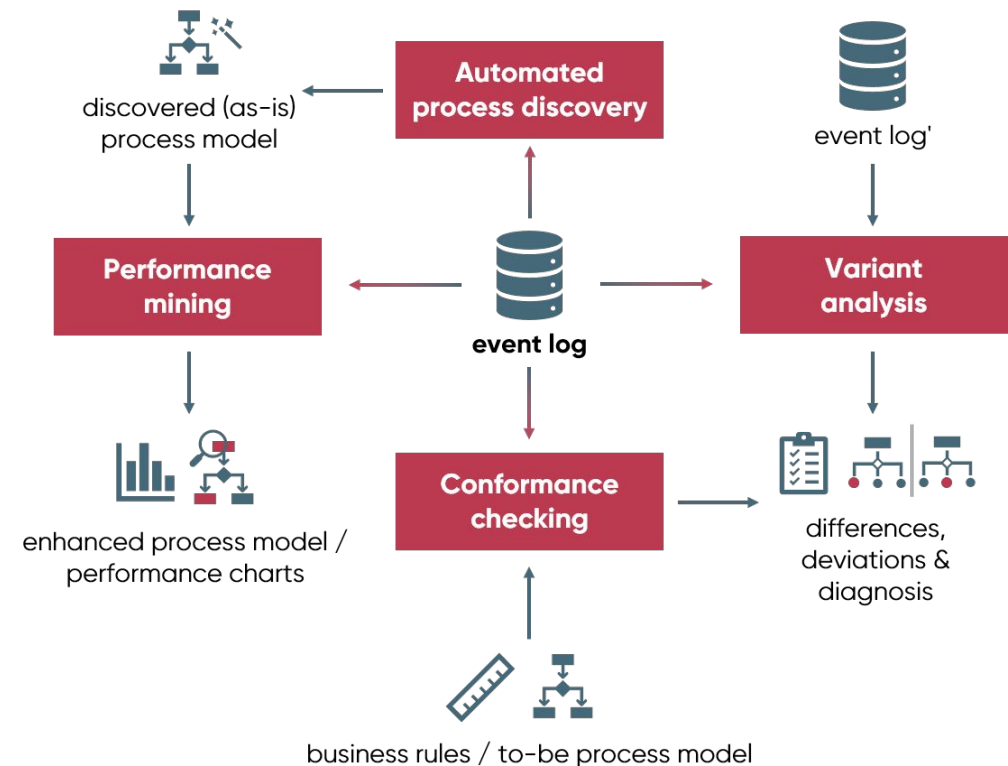 Automated
process discovery
discovered (as-is)
process model
event log'
Performance
mining
Variant
analysis
event log
Conformance
checking
enhanced process model /
performance charts
differences,
deviations &
diagnosis
business rules / to-be process model